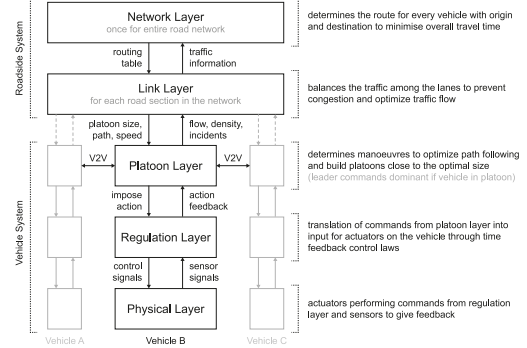 Roadside System
Network Layer
once for entire road network
determines the route for every vehicle with origin
and destination to minimise overall travel time
routing
table
traffic
information
Link Layer
for each road section in the network
balances the traffic among the lanes to prevent
congestion and optimize traffic flow
platoon size,
path, speed
flow, density,
incidents
Vehicle System
V2V
Platoon Layer
V2V
determines manoeuvres to optimize path following
and build platoons close to the optimal size
(leader commands dominant if vehicle in platoon)
impose
action
action
feedback
Regulation Layer
translation of commands from platoon layer into
input for actuators on the vehicle through time
feedback control laws
control
signals
sensor
signals
Physical Layer
actuators performing commands from regulation
layer and sensors to give feedback
Vehicle A
Vehicle B
Vehicle C